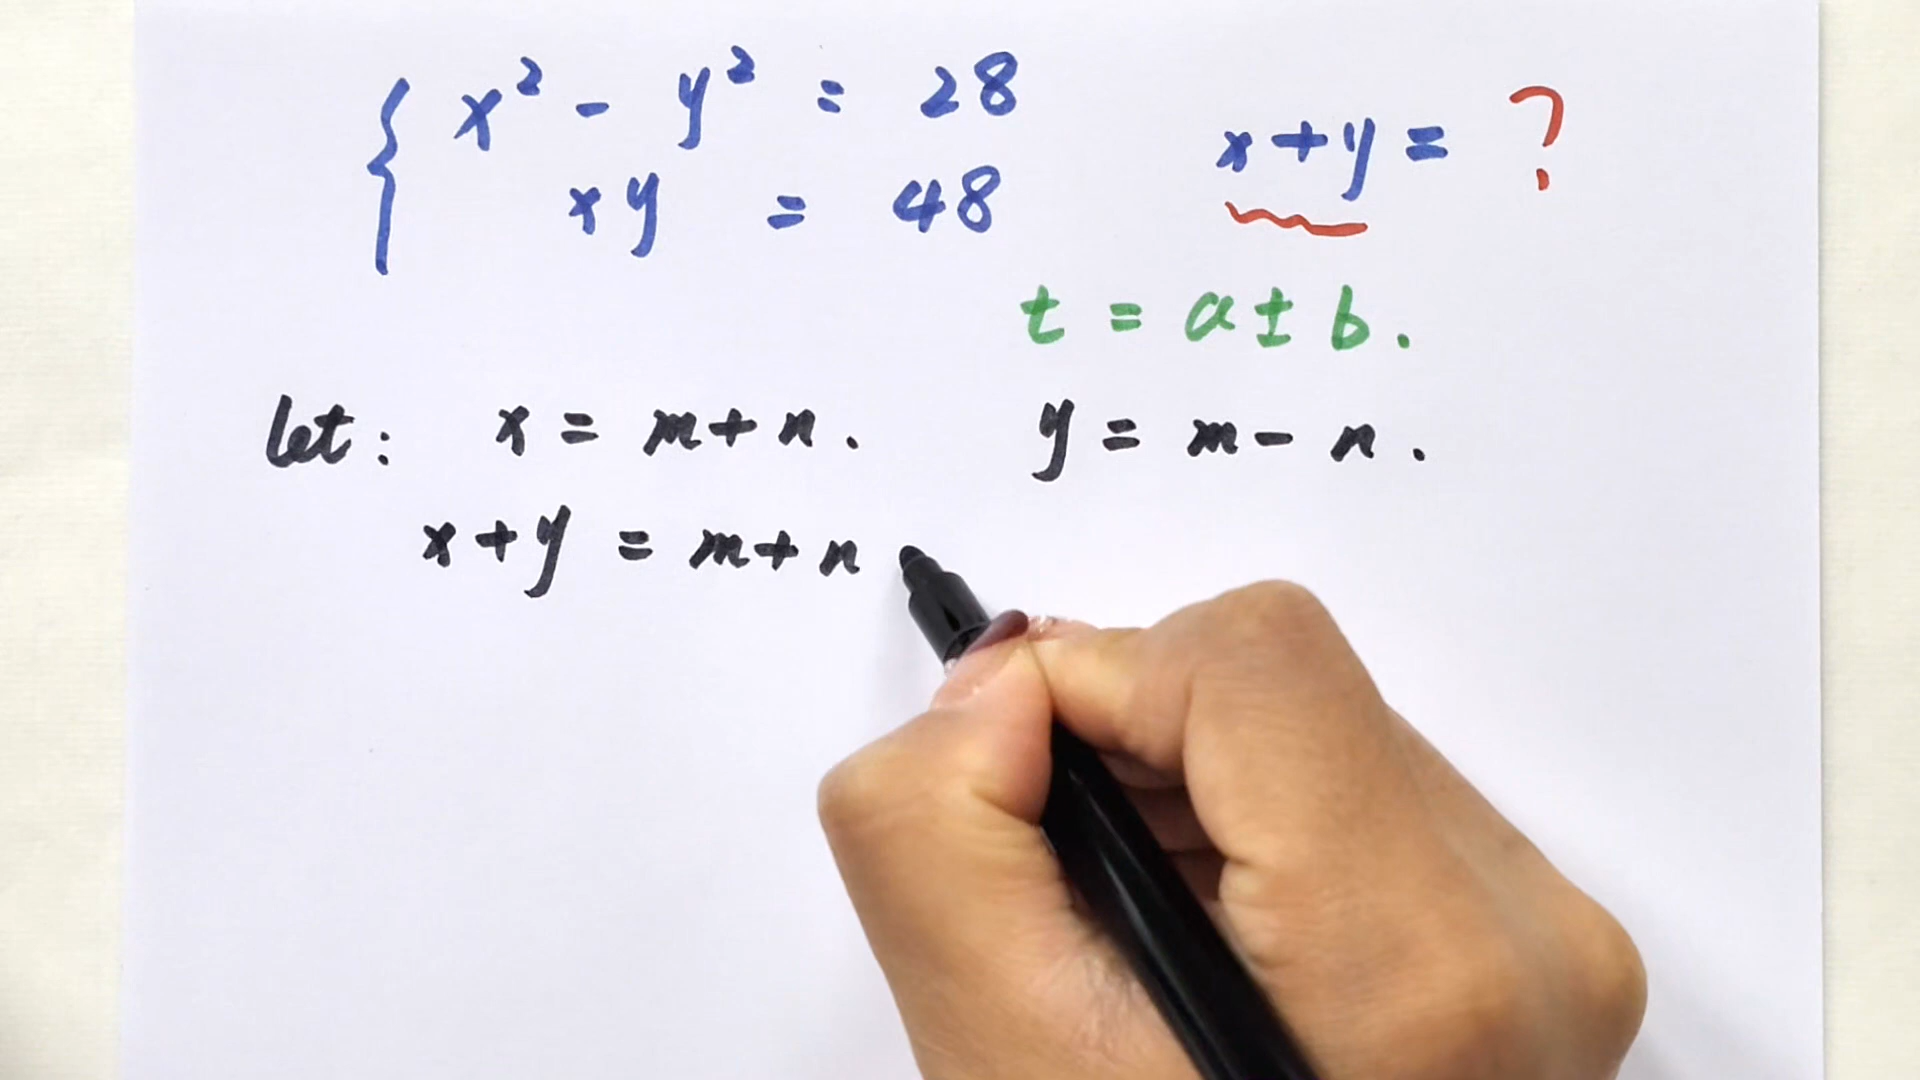 x² - y² = 28
xy = 48
x+y = ?
t = a ± b.
let: x = m+n. y = m-n.
x+y = m+n